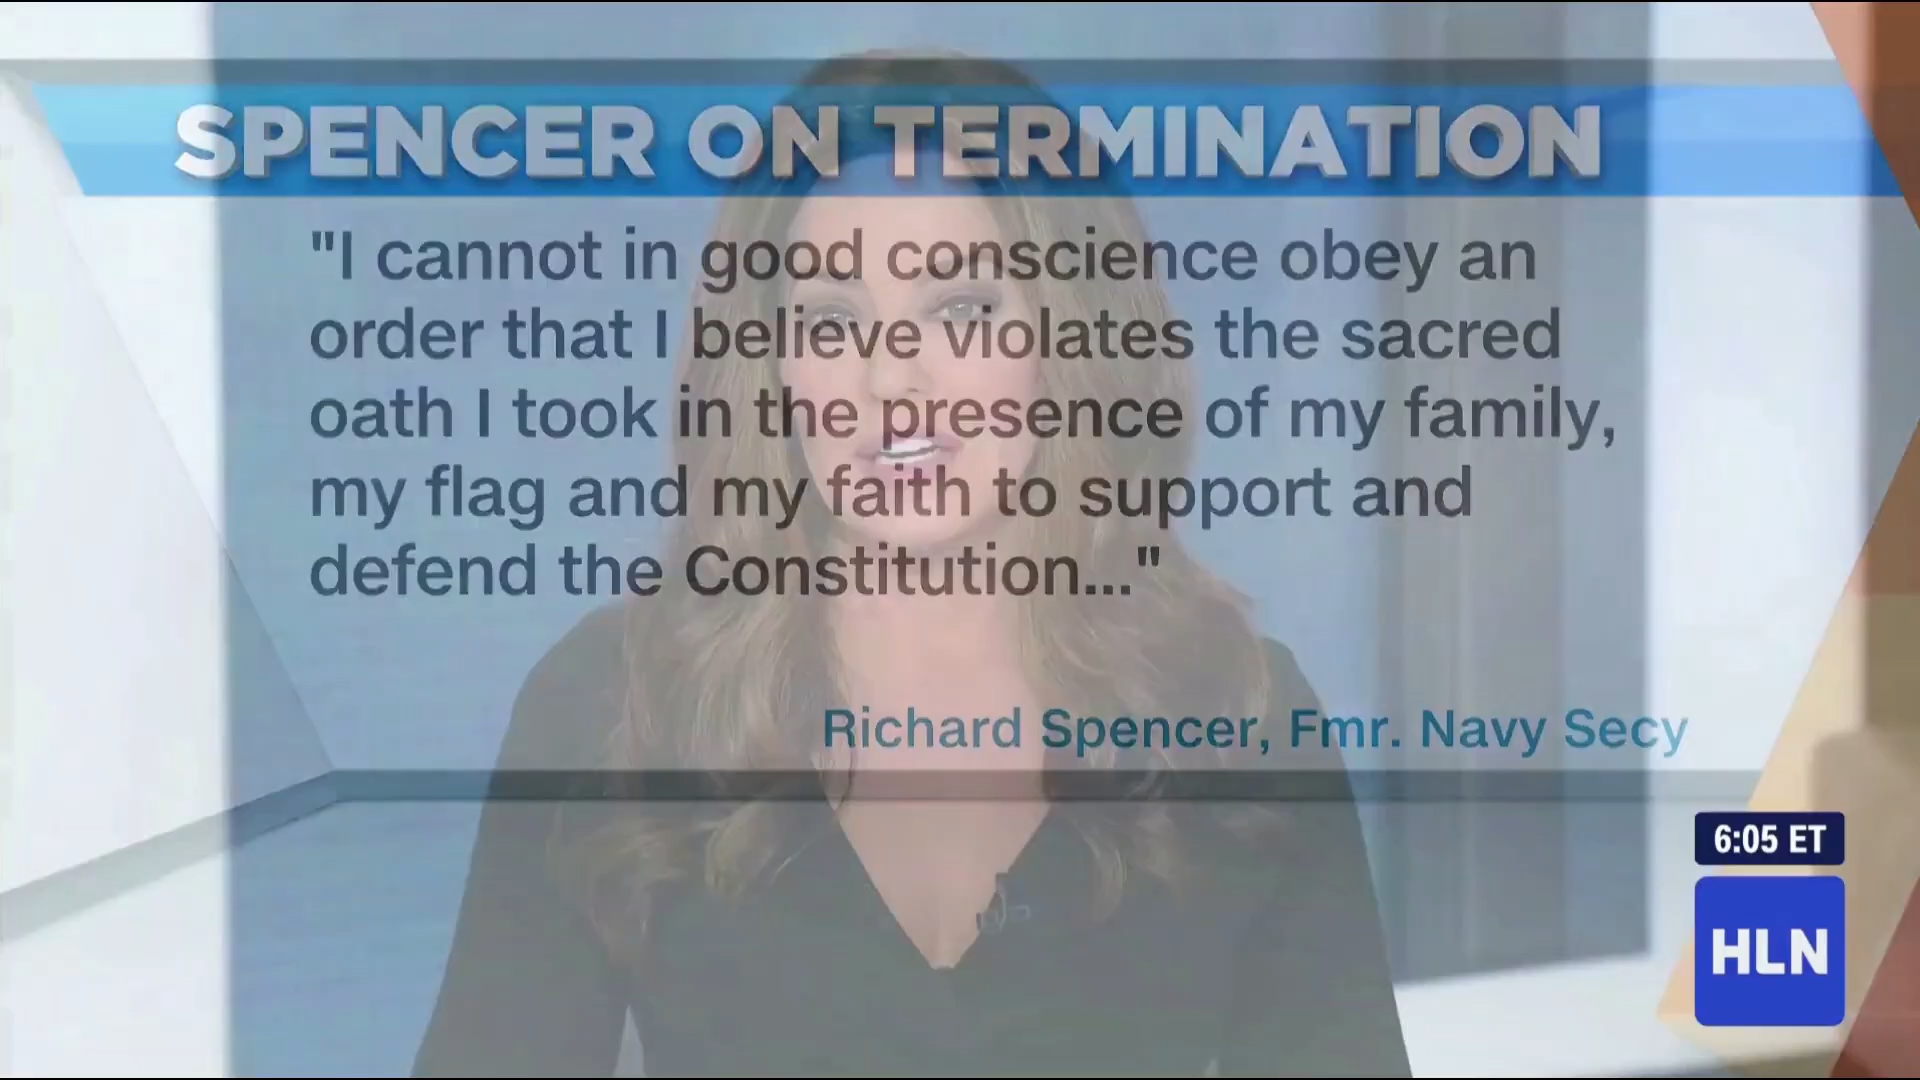 SPENCER ON TERMINATION
"I cannot in good conscience obey an
order that I believe violates the sacred
oath I took in the presence of my family,
my flag and my faith to support and
defend the Constitution..."
Richard Spencer, Fmr. Navy Secy
6:05 ET
HLN